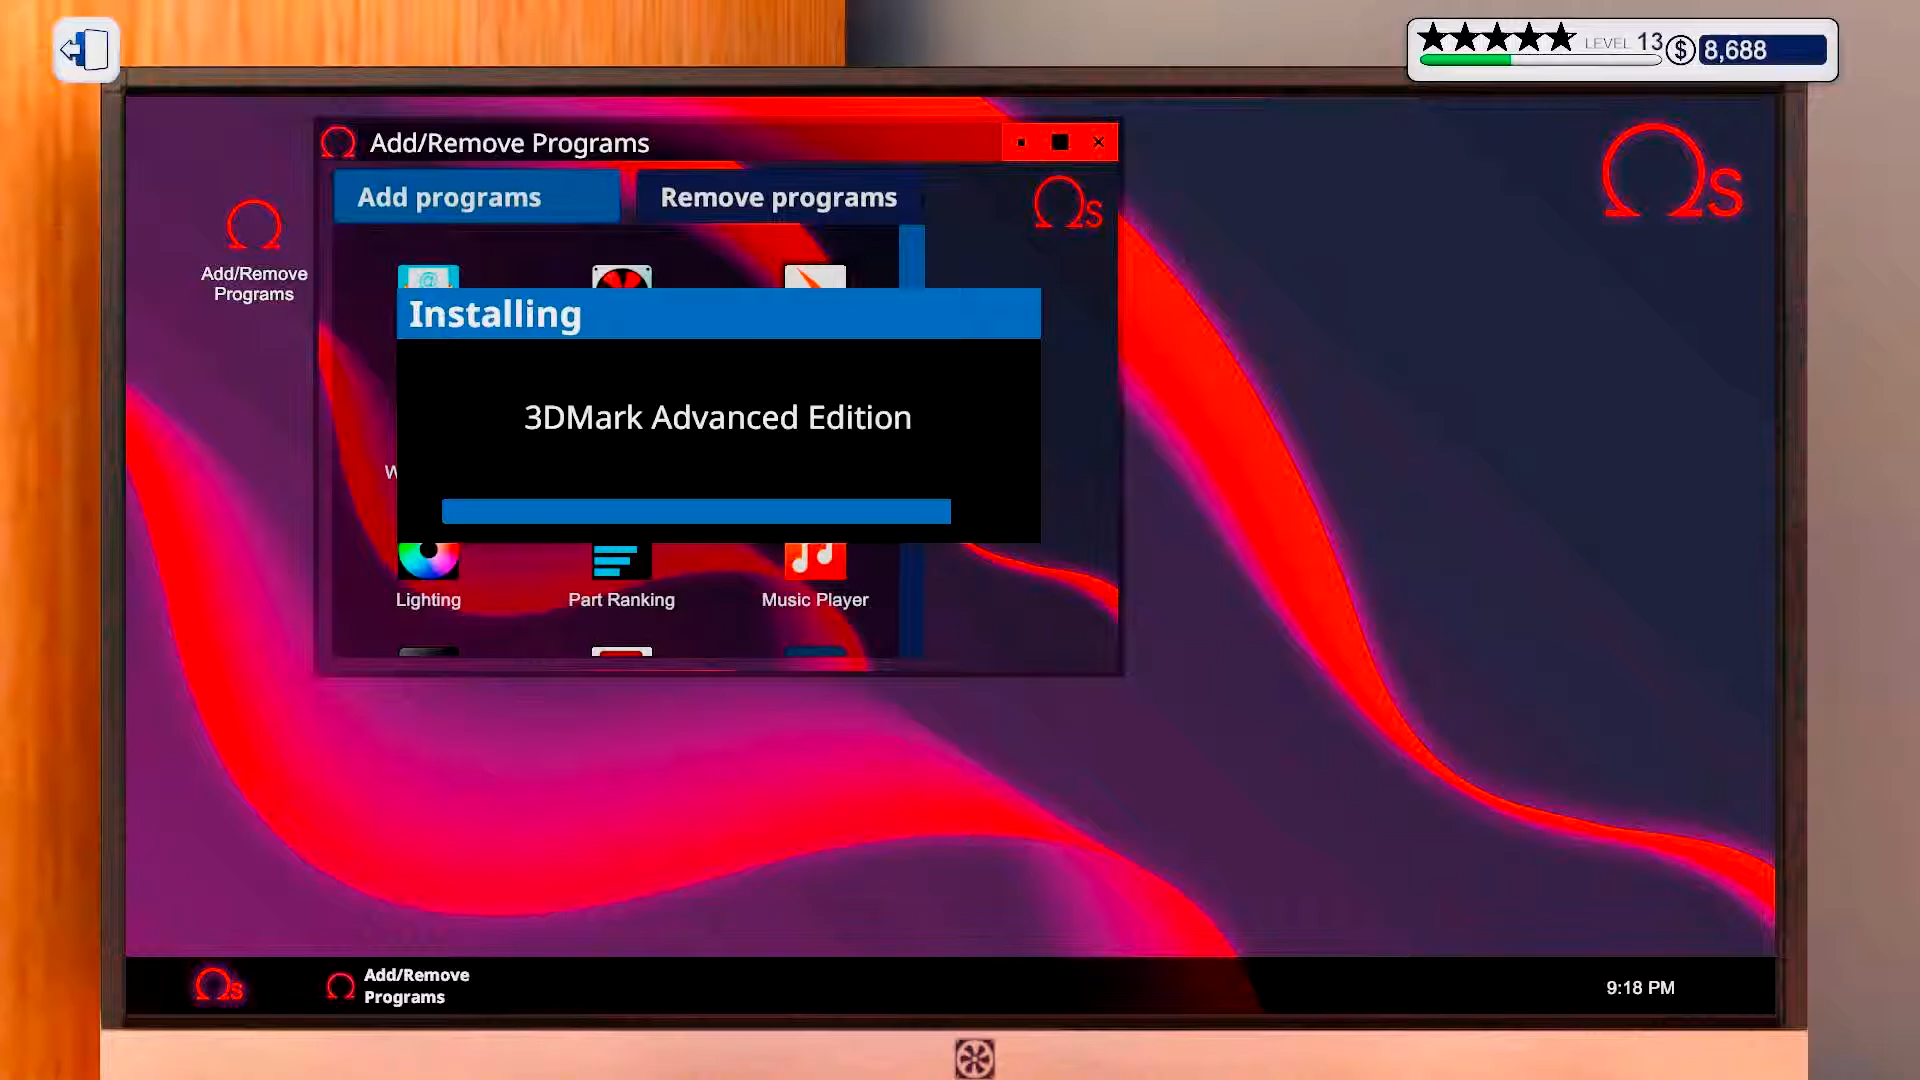 LEVEL 13
8,688
Add/Remove Programs
Add programs
Remove programs
Ωs
Ωs
Add/Remove
Programs
Installing
3DMark Advanced Edition
W
Lighting
Part Ranking
Music Player
Ωs
Add/Remove
Programs
9:18 PM